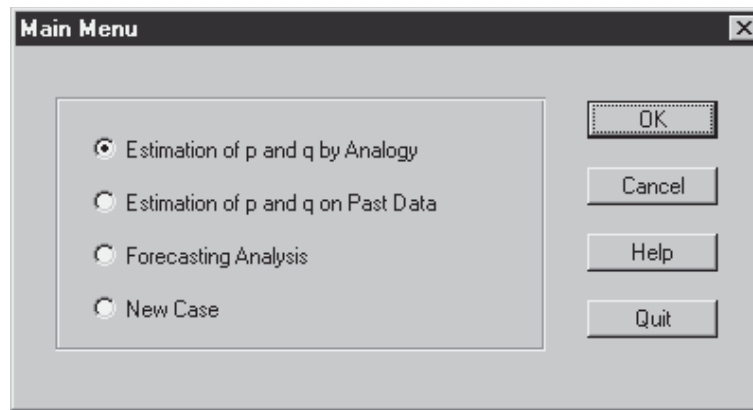 Main Menu
Estimation of p and q by Analogy
Estimation of p and q on Past Data
Forecasting Analysis
New Case
OK
Cancel
Help
Quit